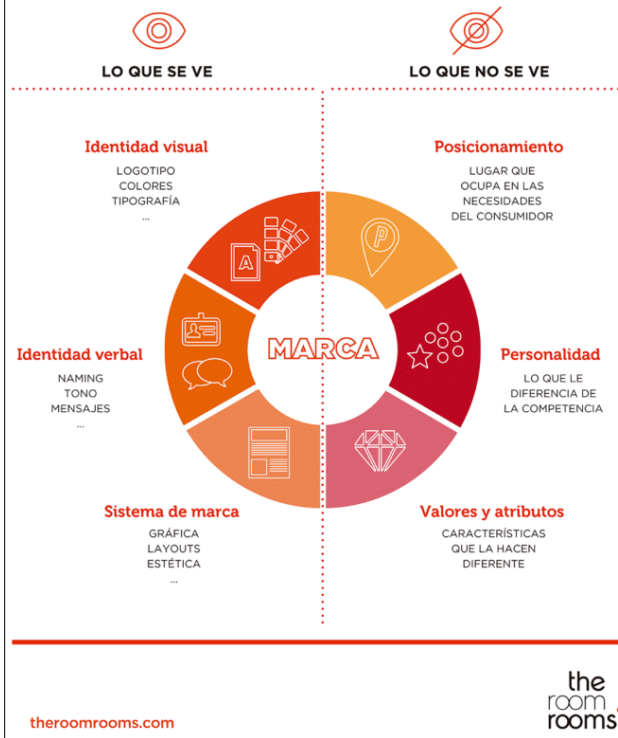 LO QUE SE VE
LO QUE NO SE VE
Identidad visual
LOGOTIPO
COLORES
TIPOGRAFÍA
...
Posicionamiento
LUGAR QUE
OCUPA EN LAS
NECESIDADES
DEL CONSUMIDOR
A
P
MARCA
Identidad verbal
NAMING
TONO
MENSAJES
...
Personalidad
LO QUE LE
DIFERENCIA DE
LA COMPETENCIA
Sistema de marca
GRÁFICA
LAYOUTS
ESTÉTICA
...
Valores y atributos
CARACTERÍSTICAS
QUE LA HACEN
DIFERENTE
theroomrooms.com
the
room
rooms